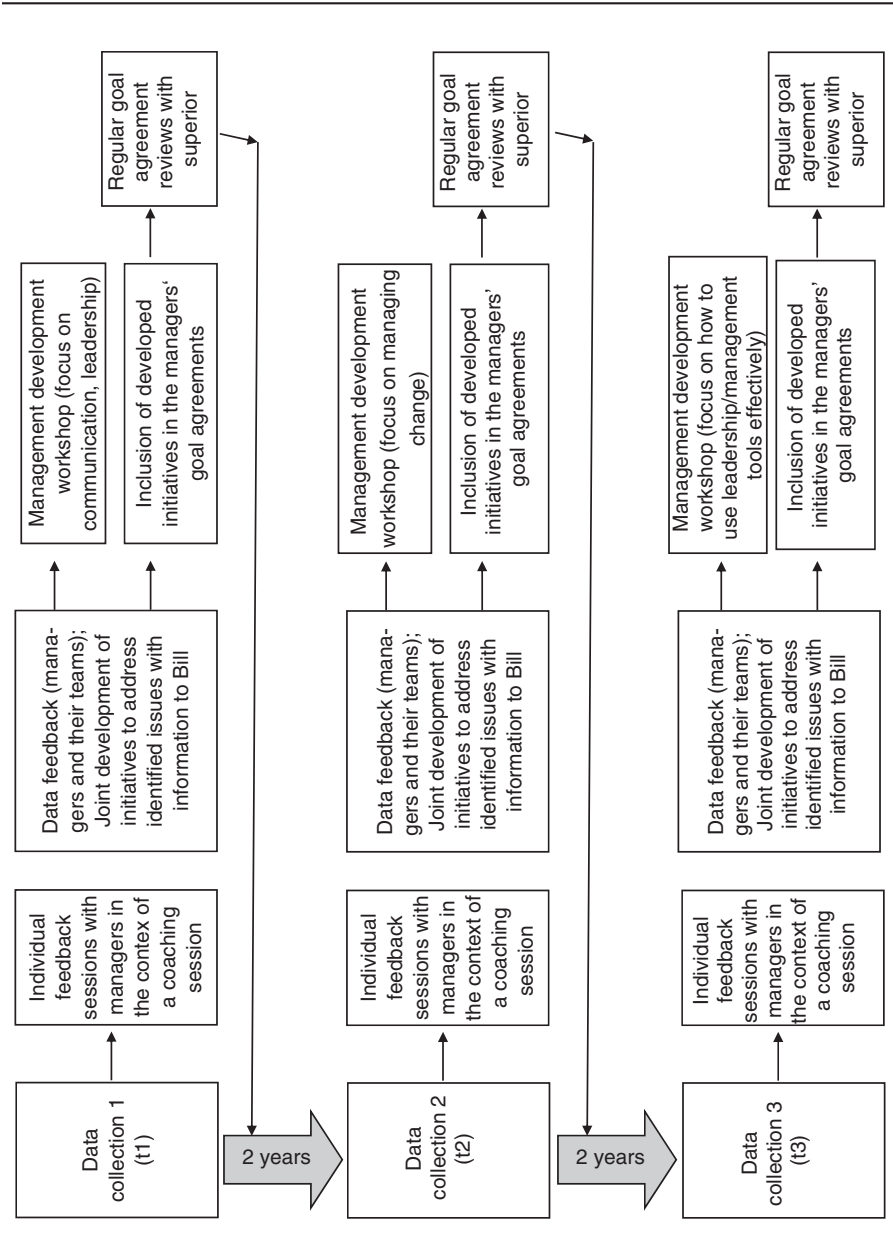 Data
collection 1
(t1)
Individual
feedback
sessions with
managers in
the contex of
a coaching
session
Data feedback (mana-
gers and their teams);
Joint development of
initiatives to address
identified issues with
information to Bill
Management development
workshop (focus on
communication, leadership)
Inclusion of developed
initiatives in the managers‘
goal agreements
Regular goal
agreement
reviews with
superior
2 years
Data
collection 2
(t2)
Individual
feedback
sessions with
managers in
the context of
a coaching
session
Data feedback (mana-
gers and their teams);
Joint development of
initiatives to address
identified issues with
information to Bill
Management development
workshop (focus on managing
change)
Inclusion of developed
initiatives in the managers’
goal agreements
Regular goal
agreement
reviews with
superior
2 years
Data
collection 3
(t3)
Individual
feedback
sessions with
managers in
the context of
a coaching
session
Data feedback (mana-
gers and their teams);
Joint development of
initiatives to address
identified issues with
information to Bill
Management development
workshop (focus on how to
use leadership/management
tools effectively)
Inclusion of developed
initiatives in the managers’
goal agreements
Regular goal
agreement
reviews with
superior